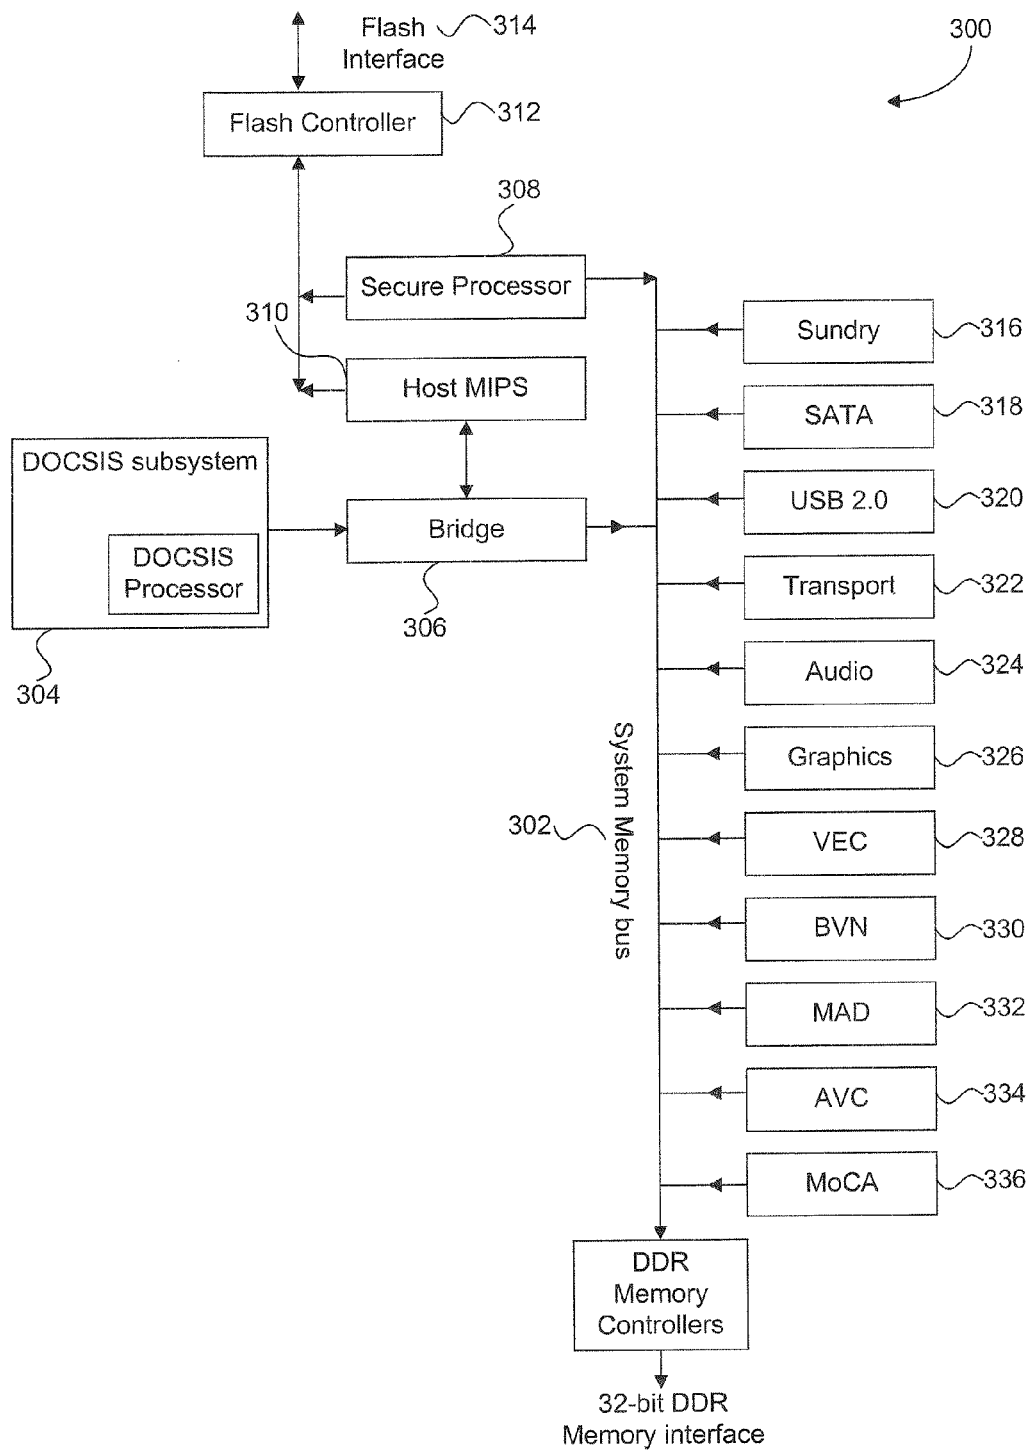 Flash
Interface
314
300
Flash Controller
312
308
Secure Processor
310
Host MIPS
DOCSIS subsystem
DOCSIS
Processor
304
Bridge
306
Sundry
316
SATA
318
USB 2.0
320
Transport
322
Audio
324
Graphics
326
VEC
328
BVN
330
MAD
332
AVC
334
MoCA
336
302
System Memory bus
DDR
Memory
Controllers
32-bit DDR
Memory interface